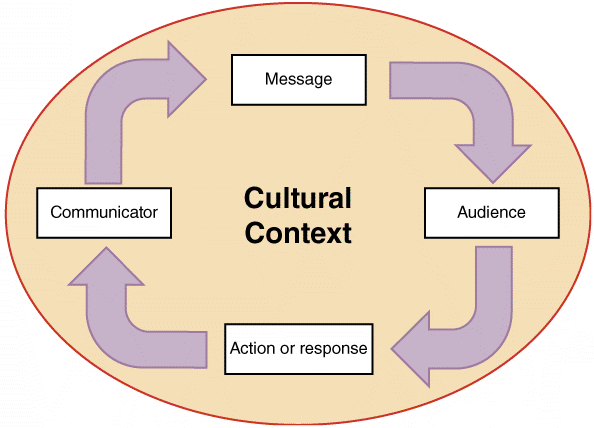 Message
Communicator
Cultural
Context
Audience
Action or response